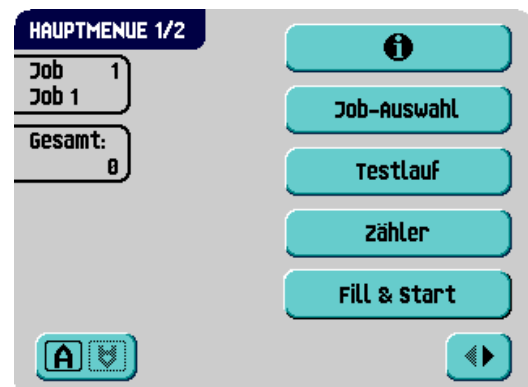 HAUPTMENUE 1/2
Job 1
Job 1
Gesamt:
0
Job-Auswahl
Testlauf
Zähler
Fill & Start
A